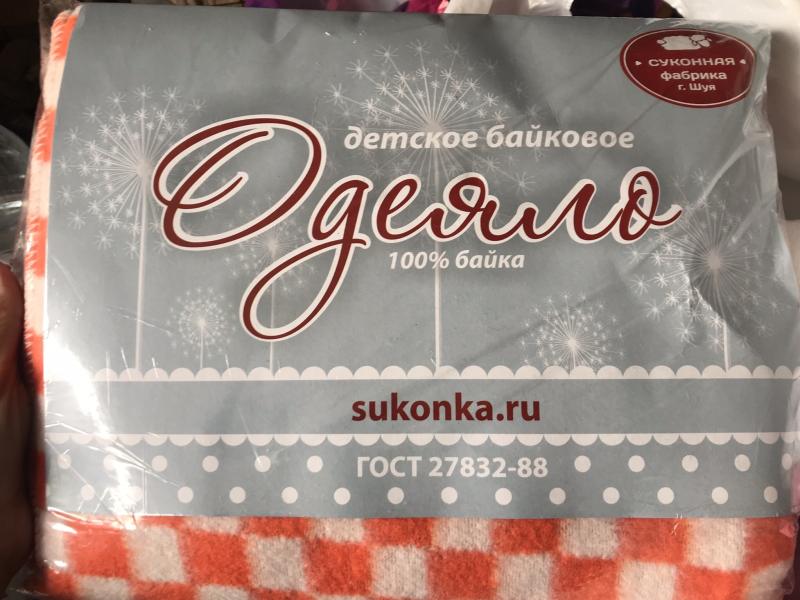 СУКОННАЯ
фабрика
г. Шуя
детское байковое
Одеяло
100% байка
sukonka.ru
ГОСТ 27832-88